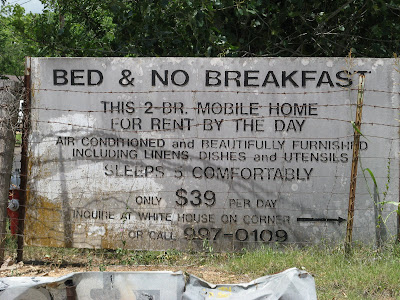 BED & NO BREAKFAST
THIS 2-BR. MOBILE HOME
FOR RENT BY THE DAY
AIR CONDITIONED and BEAUTIFULLY FURNISHED
INCLUDING LINENS, DISHES and UTENSILS
SLEEPS 5 COMFORTABLY
ONLY $39 PER DAY
INQUIRE AT WHITE HOUSE ON CORNER
OR CALL 997-0109